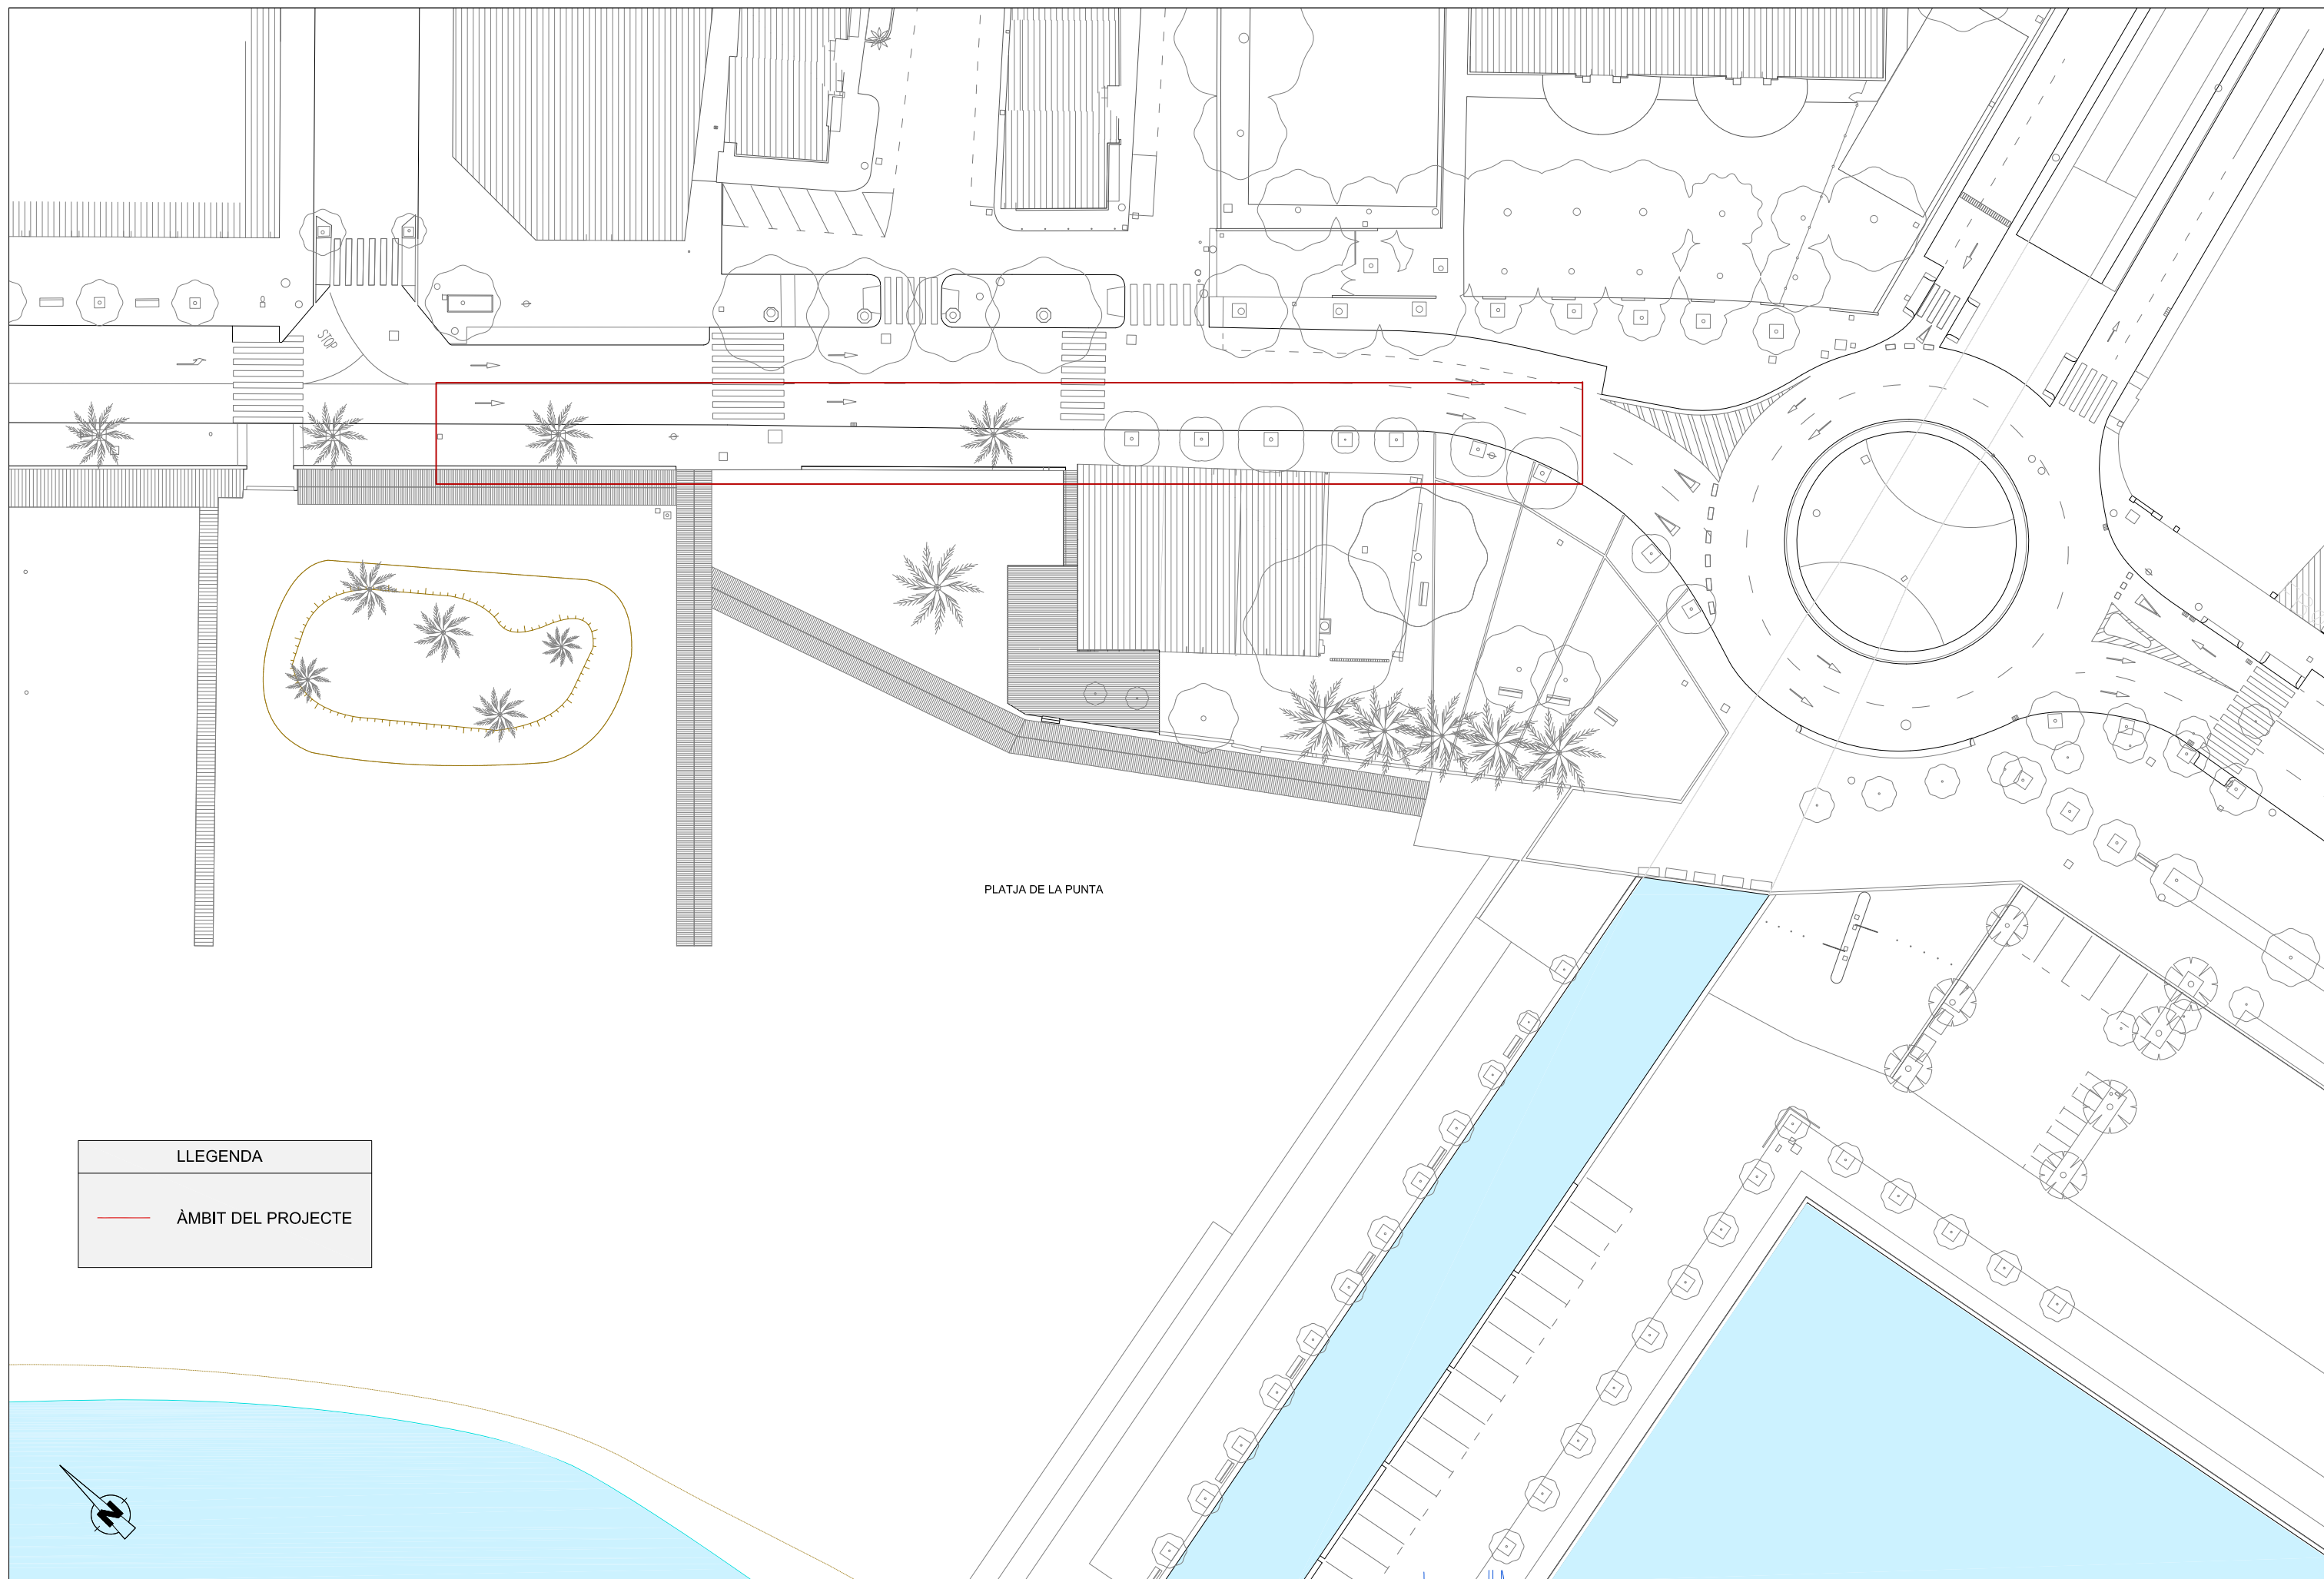 STOP
PLATJA DE LA PUNTA
LLEGENDA
ÀMBIT DEL PROJECTE
N